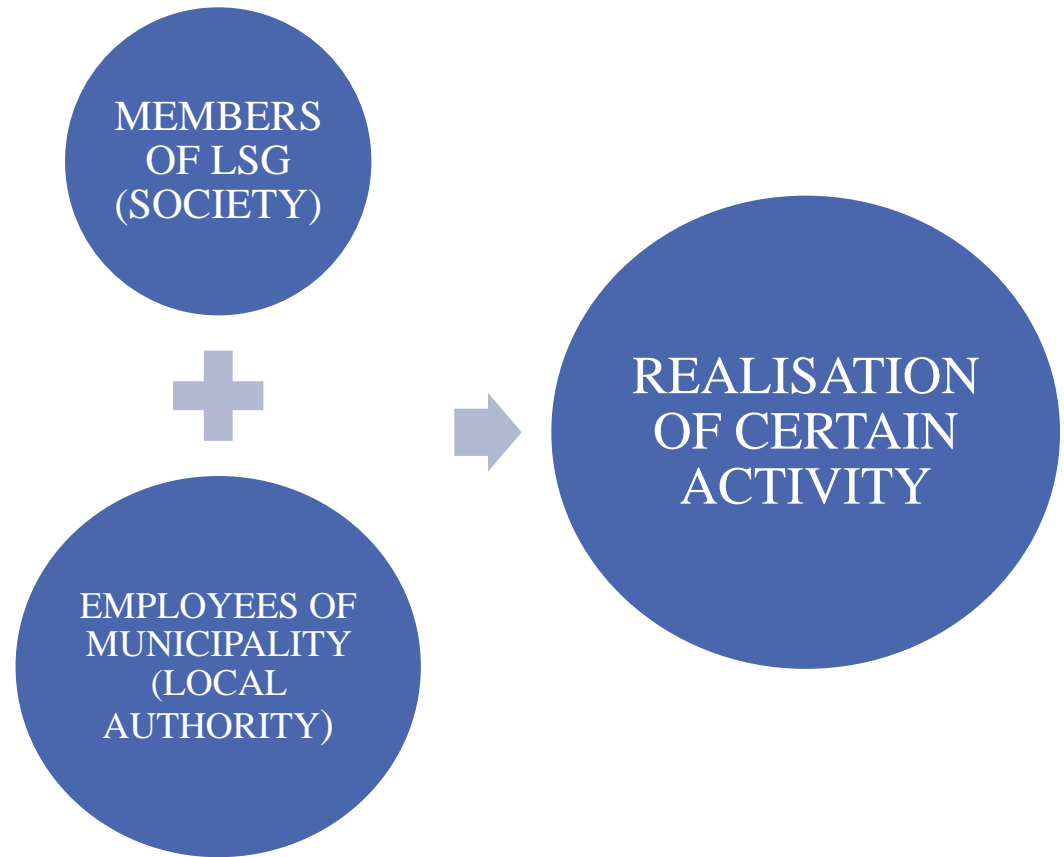 MEMBERS
OF LSG
(SOCIETY)
EMPLOYEES OF
MUNICIPALITY
(LOCAL
AUTHORITY)
REALISATION
OF CERTAIN
ACTIVITY